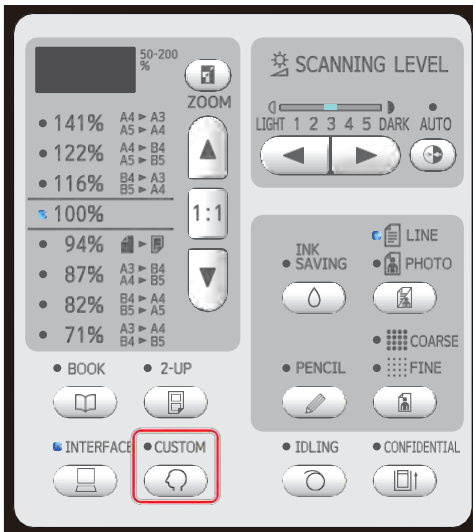 50-200
%
ZOOM
141% A4 ► A3
A5 ► A4
122% A4 ► B4
A5 ► B5
116% B4 ► A3
B5 ► A4
100%
94%
87% A3 ► B4
A4 ► B5
82% B4 ► A4
B5 ► A5
71% A3 ► A4
B4 ► B5
1:1
SCANNING LEVEL
LIGHT 1 2 3 4 5 DARK AUTO
INK
SAVING
LINE
PHOTO
COARSE
PENCIL
FINE
BOOK
2-UP
INTERFACE
CUSTOM
IDLING
CONFIDENTIAL